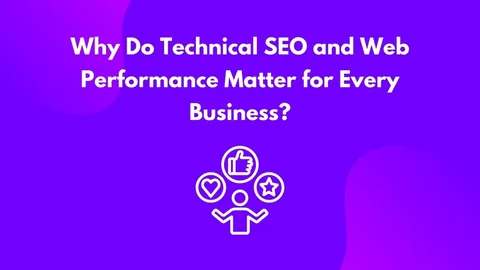 Why Do Technical SEO and Web
Performance Matter for Every
Business?